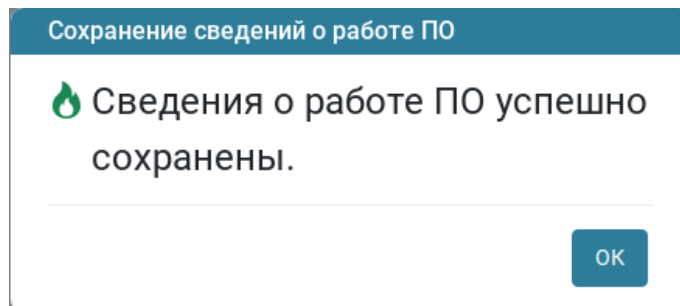 Сохранение сведений о работе ПО
Сведения о работе ПО успешно
сохранены.
ОК